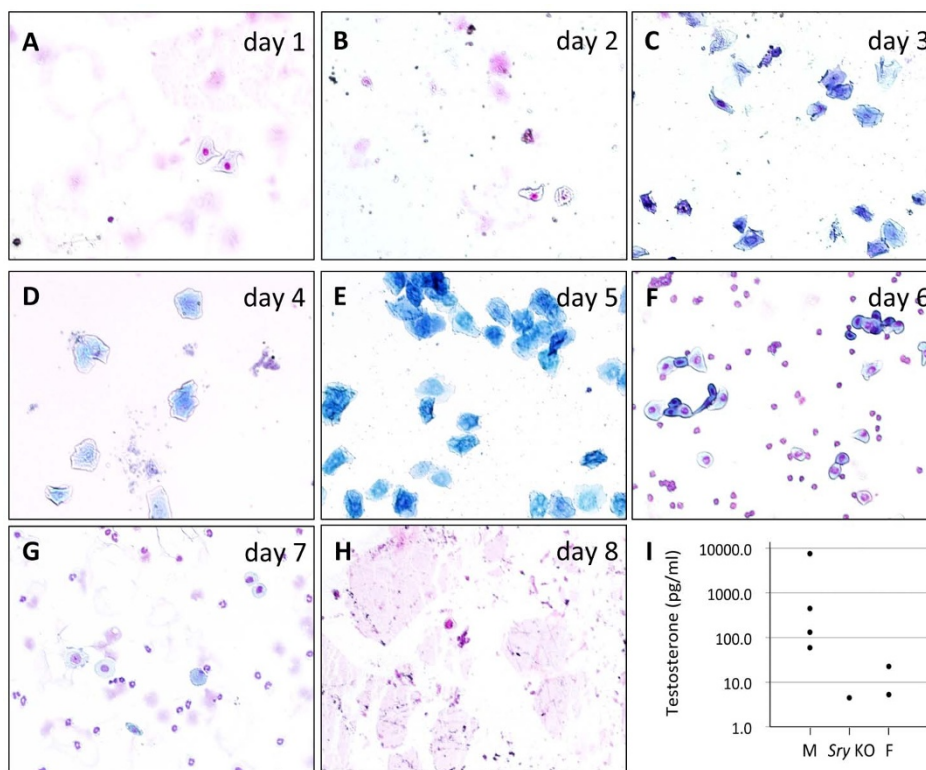 A day 1
B day 2
C day 3
D day 4
E day 5
F day 6
G day 7
H day 8
I
Testosterone (pg/ml)
10000.0
1000.0
100.0
10.0
1.0
M Sry KO F